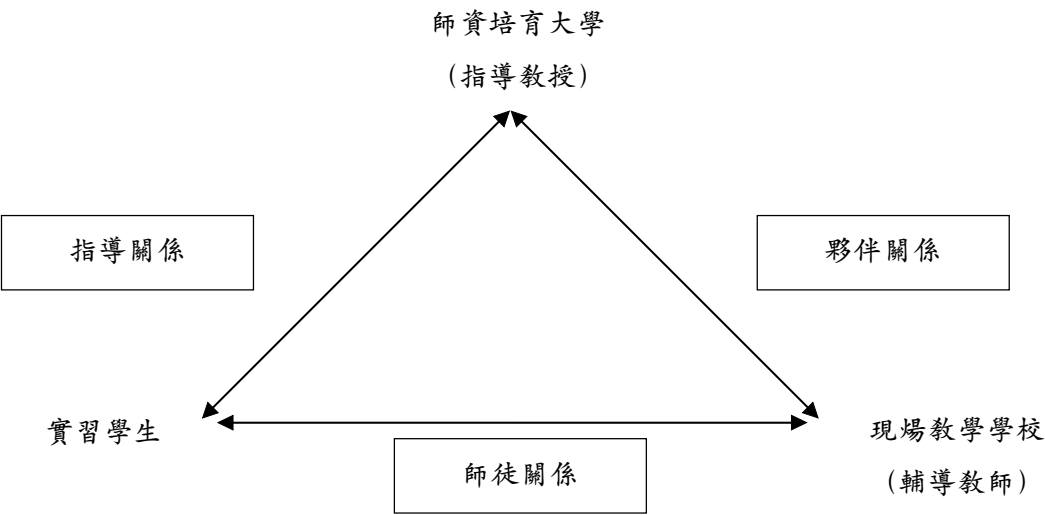 師資培育大學
（指導教授）
指導關係
夥伴關係
實習學生
現場教學學校
師徒關係
（輔導教師）